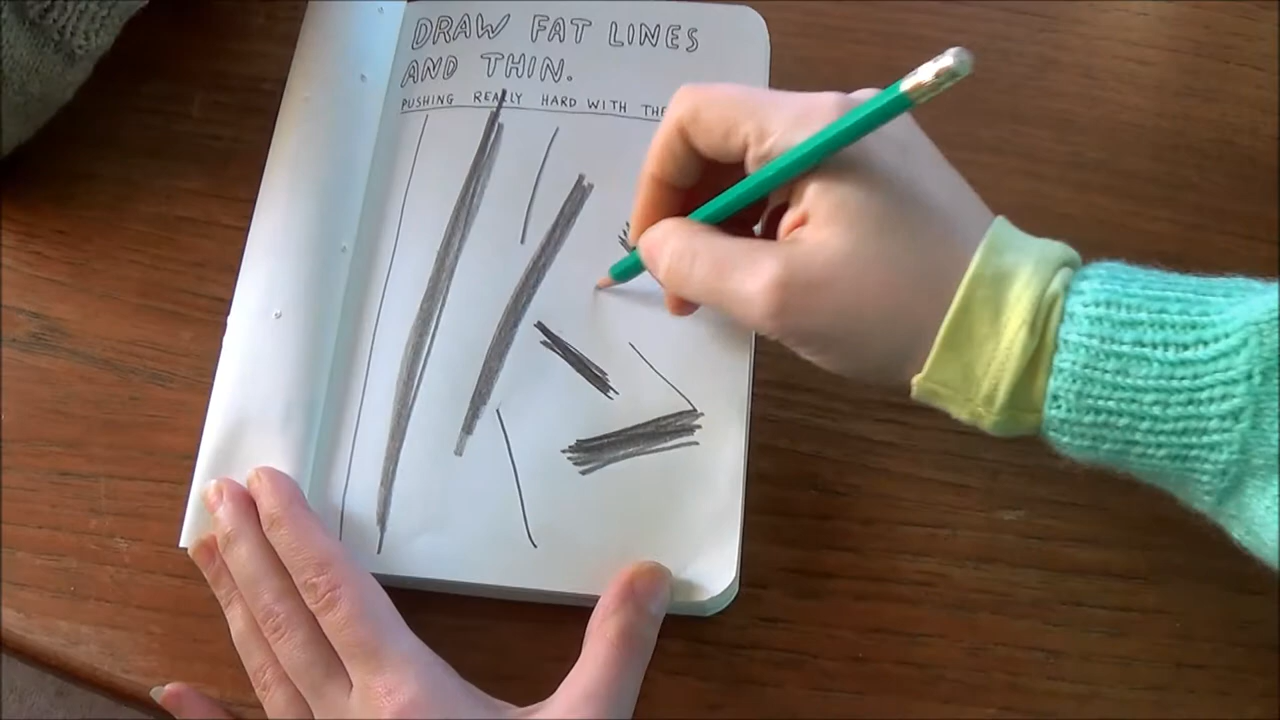 DRAW FAT LINES
AND THIN.
PUSHING REALLY HARD WITH THE